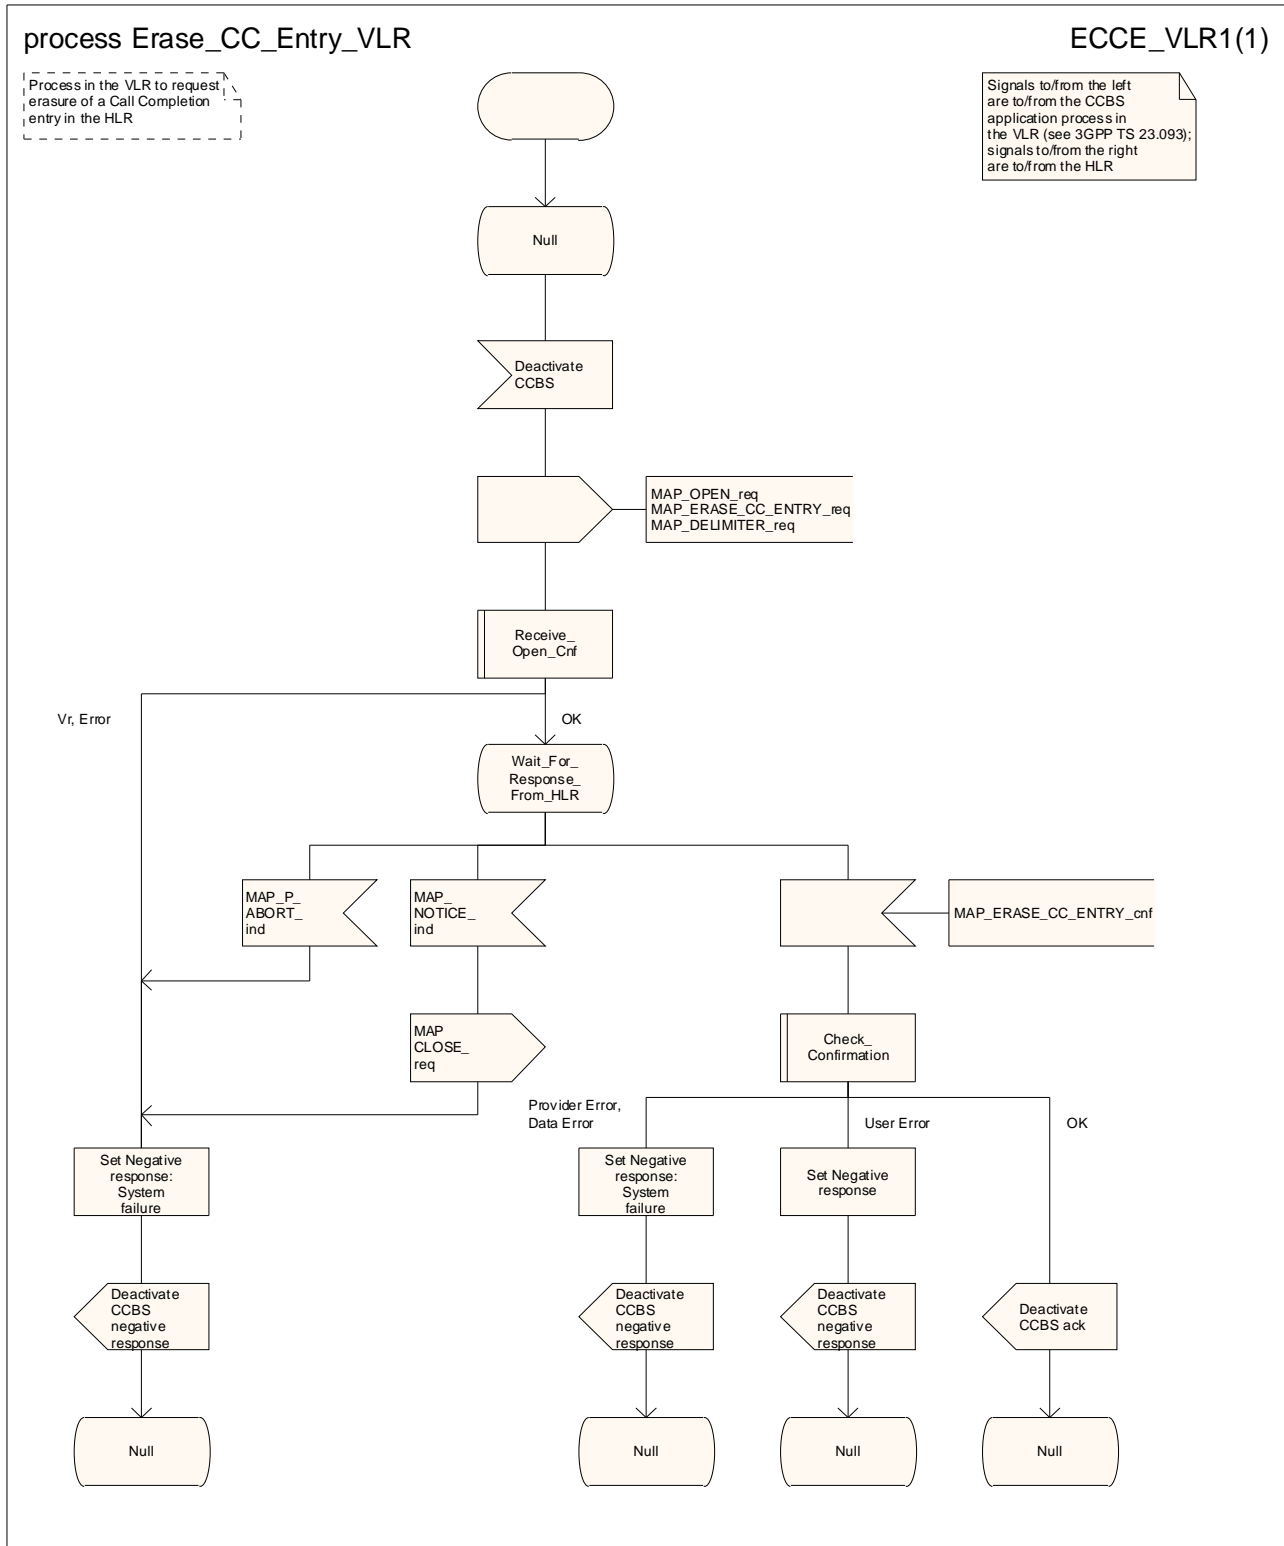 process Erase_CC_Entry_VLR
ECCE_VLR1(1)
Process in the VLR to request
erasure of a Call Completion
entry in the HLR
Signals to/from the left
are to/from the CCBS
application process in
the VLR (see 3GPP TS 23.093);
signals to/from the right
are to/from the HLR
Null
Deactivate
CCBS
MAP_OPEN_req
MAP_ERASE_CC_ENTRY_req
MAP_DELIMITER_req
Receive_
Open_Cnf
Vr, Error
OK
Wait_For_
Response_
From_HLR
MAP_P_
ABORT_
ind
MAP_
NOTICE_
ind
MAP_ERASE_CC_ENTRY_cnf
MAP
CLOSE_
req
Check_
Confirmation
Provider Error,
Data Error
User Error
OK
Set Negative
response:
System
failure
Set Negative
response:
System
failure
Set Negative
response
Deactivate
CCBS
negative
response
Deactivate
CCBS
negative
response
Deactivate
CCBS
negative
response
Deactivate
CCBS ack
Null
Null
Null
Null